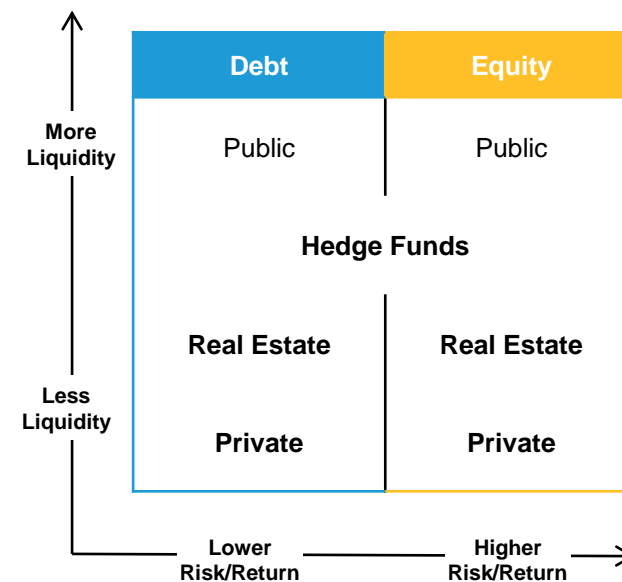 Debt
Equity
More
Liquidity
Public
Public
Hedge Funds
Real Estate
Real Estate
Less
Liquidity
Private
Private
Lower
Risk/Return
Higher
Risk/Return